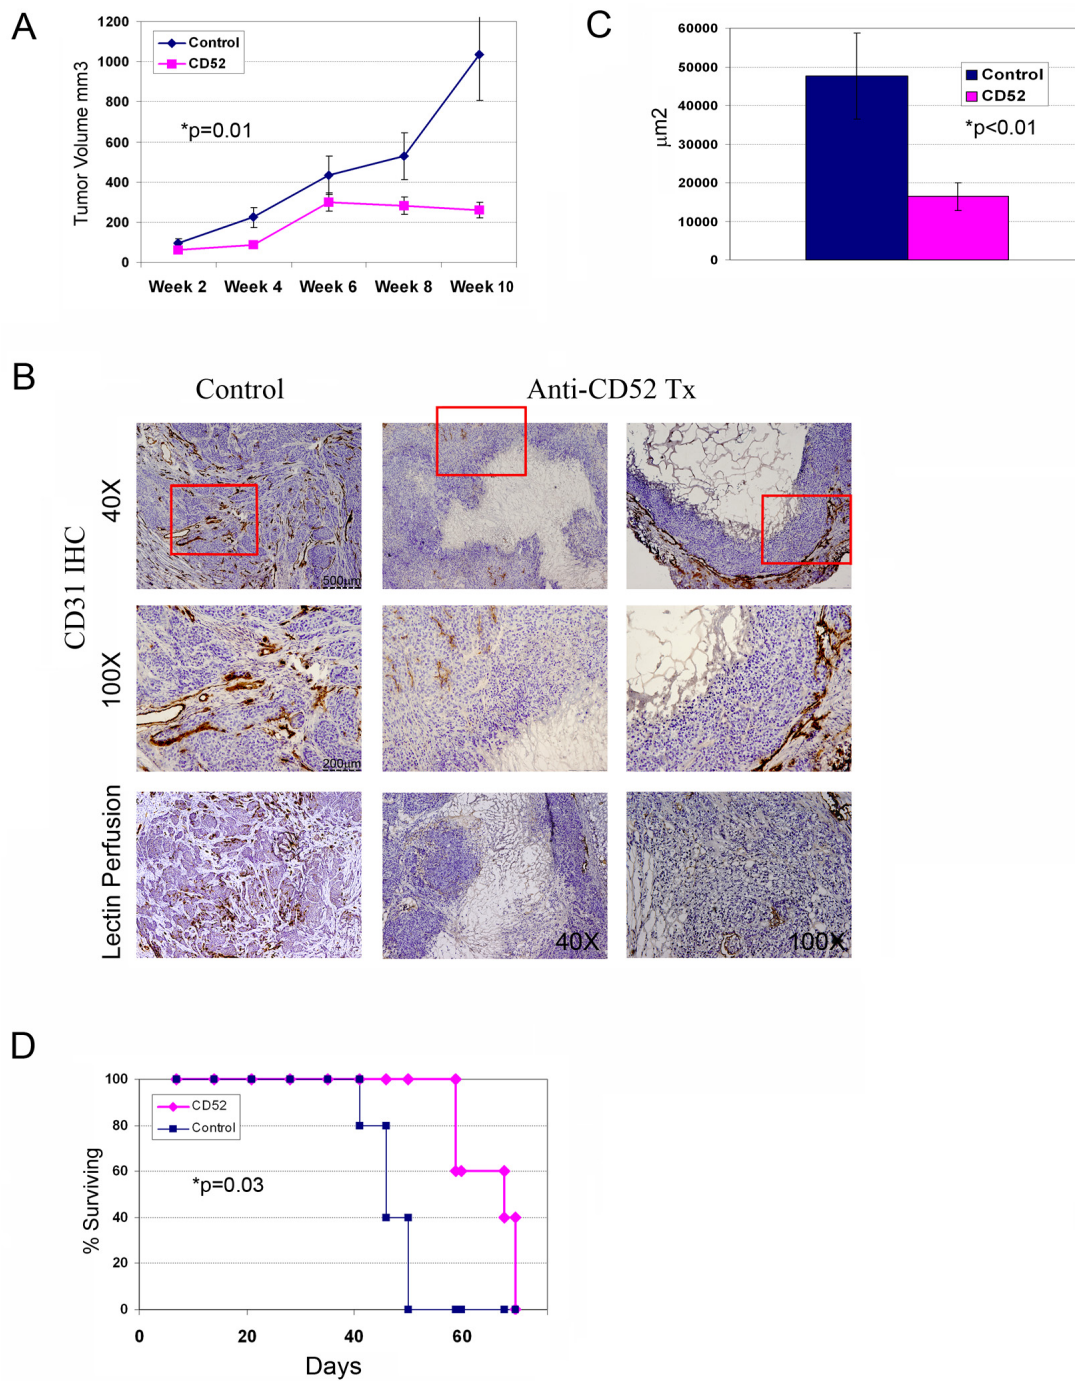 A
1200
1000
800
600
400
200
0
Tumor Volume mm3
Control
CD52
*p=0.01
Week 2 Week 4 Week 6 Week 8 Week 10
C
60000
50000
40000
30000
20000
10000
0
μm2
Control
CD52
*p<0.01
B
Control Anti-CD52 Tx
CD31 IHC
40X
500μm
100X
200μm
Lectin Perfusion
40X 100X
D
100
80
60
40
20
0
% Surviving
CD52
Control
*p=0.03
0 20 40 60
Days